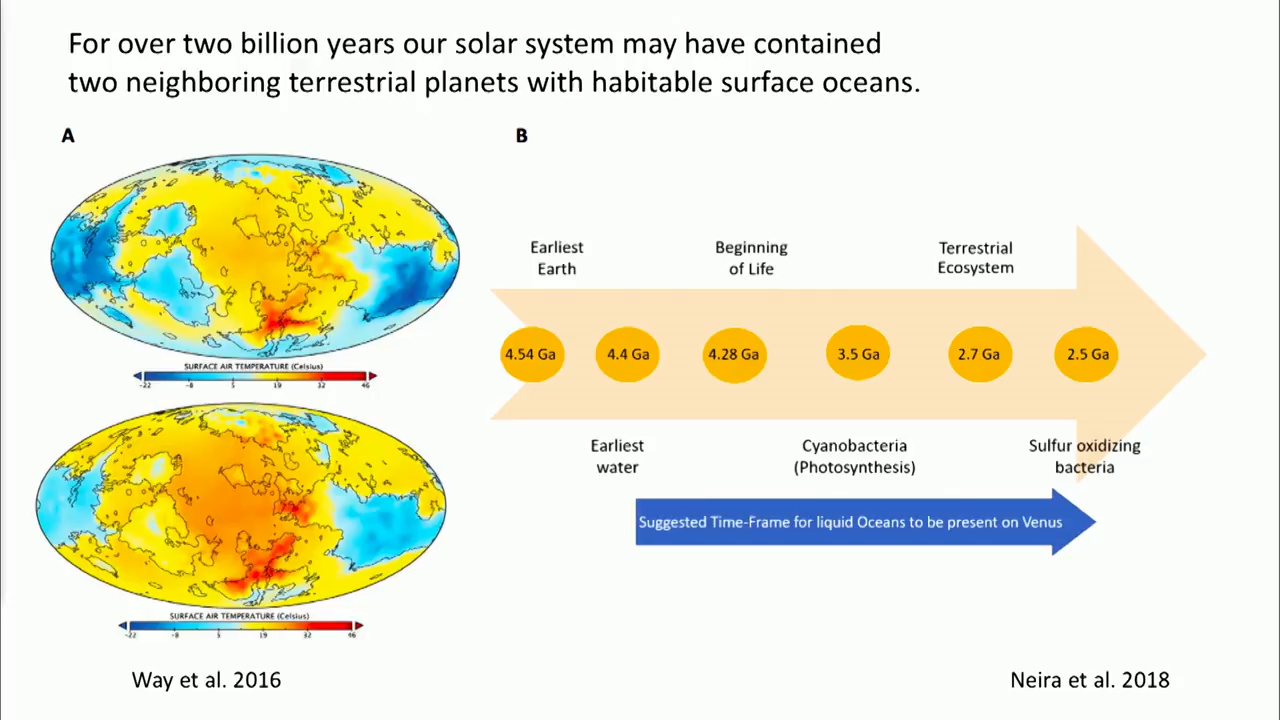 For over two billion years our solar system may have contained
two neighboring terrestrial planets with habitable surface oceans.
A
SURFACE AIR TEMPERATURE (Celsius)
-22 -8 5 19 32 46
SURFACE AIR TEMPERATURE (Celsius)
-22 -8 5 19 32 46
Way et al. 2016
B
Earliest
Earth
Beginning
of Life
Terrestrial
Ecosystem
4.54 Ga 4.4 Ga 4.28 Ga 3.5 Ga 2.7 Ga 2.5 Ga
Earliest
water
Cyanobacteria
(Photosynthesis)
Sulfur oxidizing
bacteria
Suggested Time-Frame for liquid Oceans to be present on Venus
Neira et al. 2018